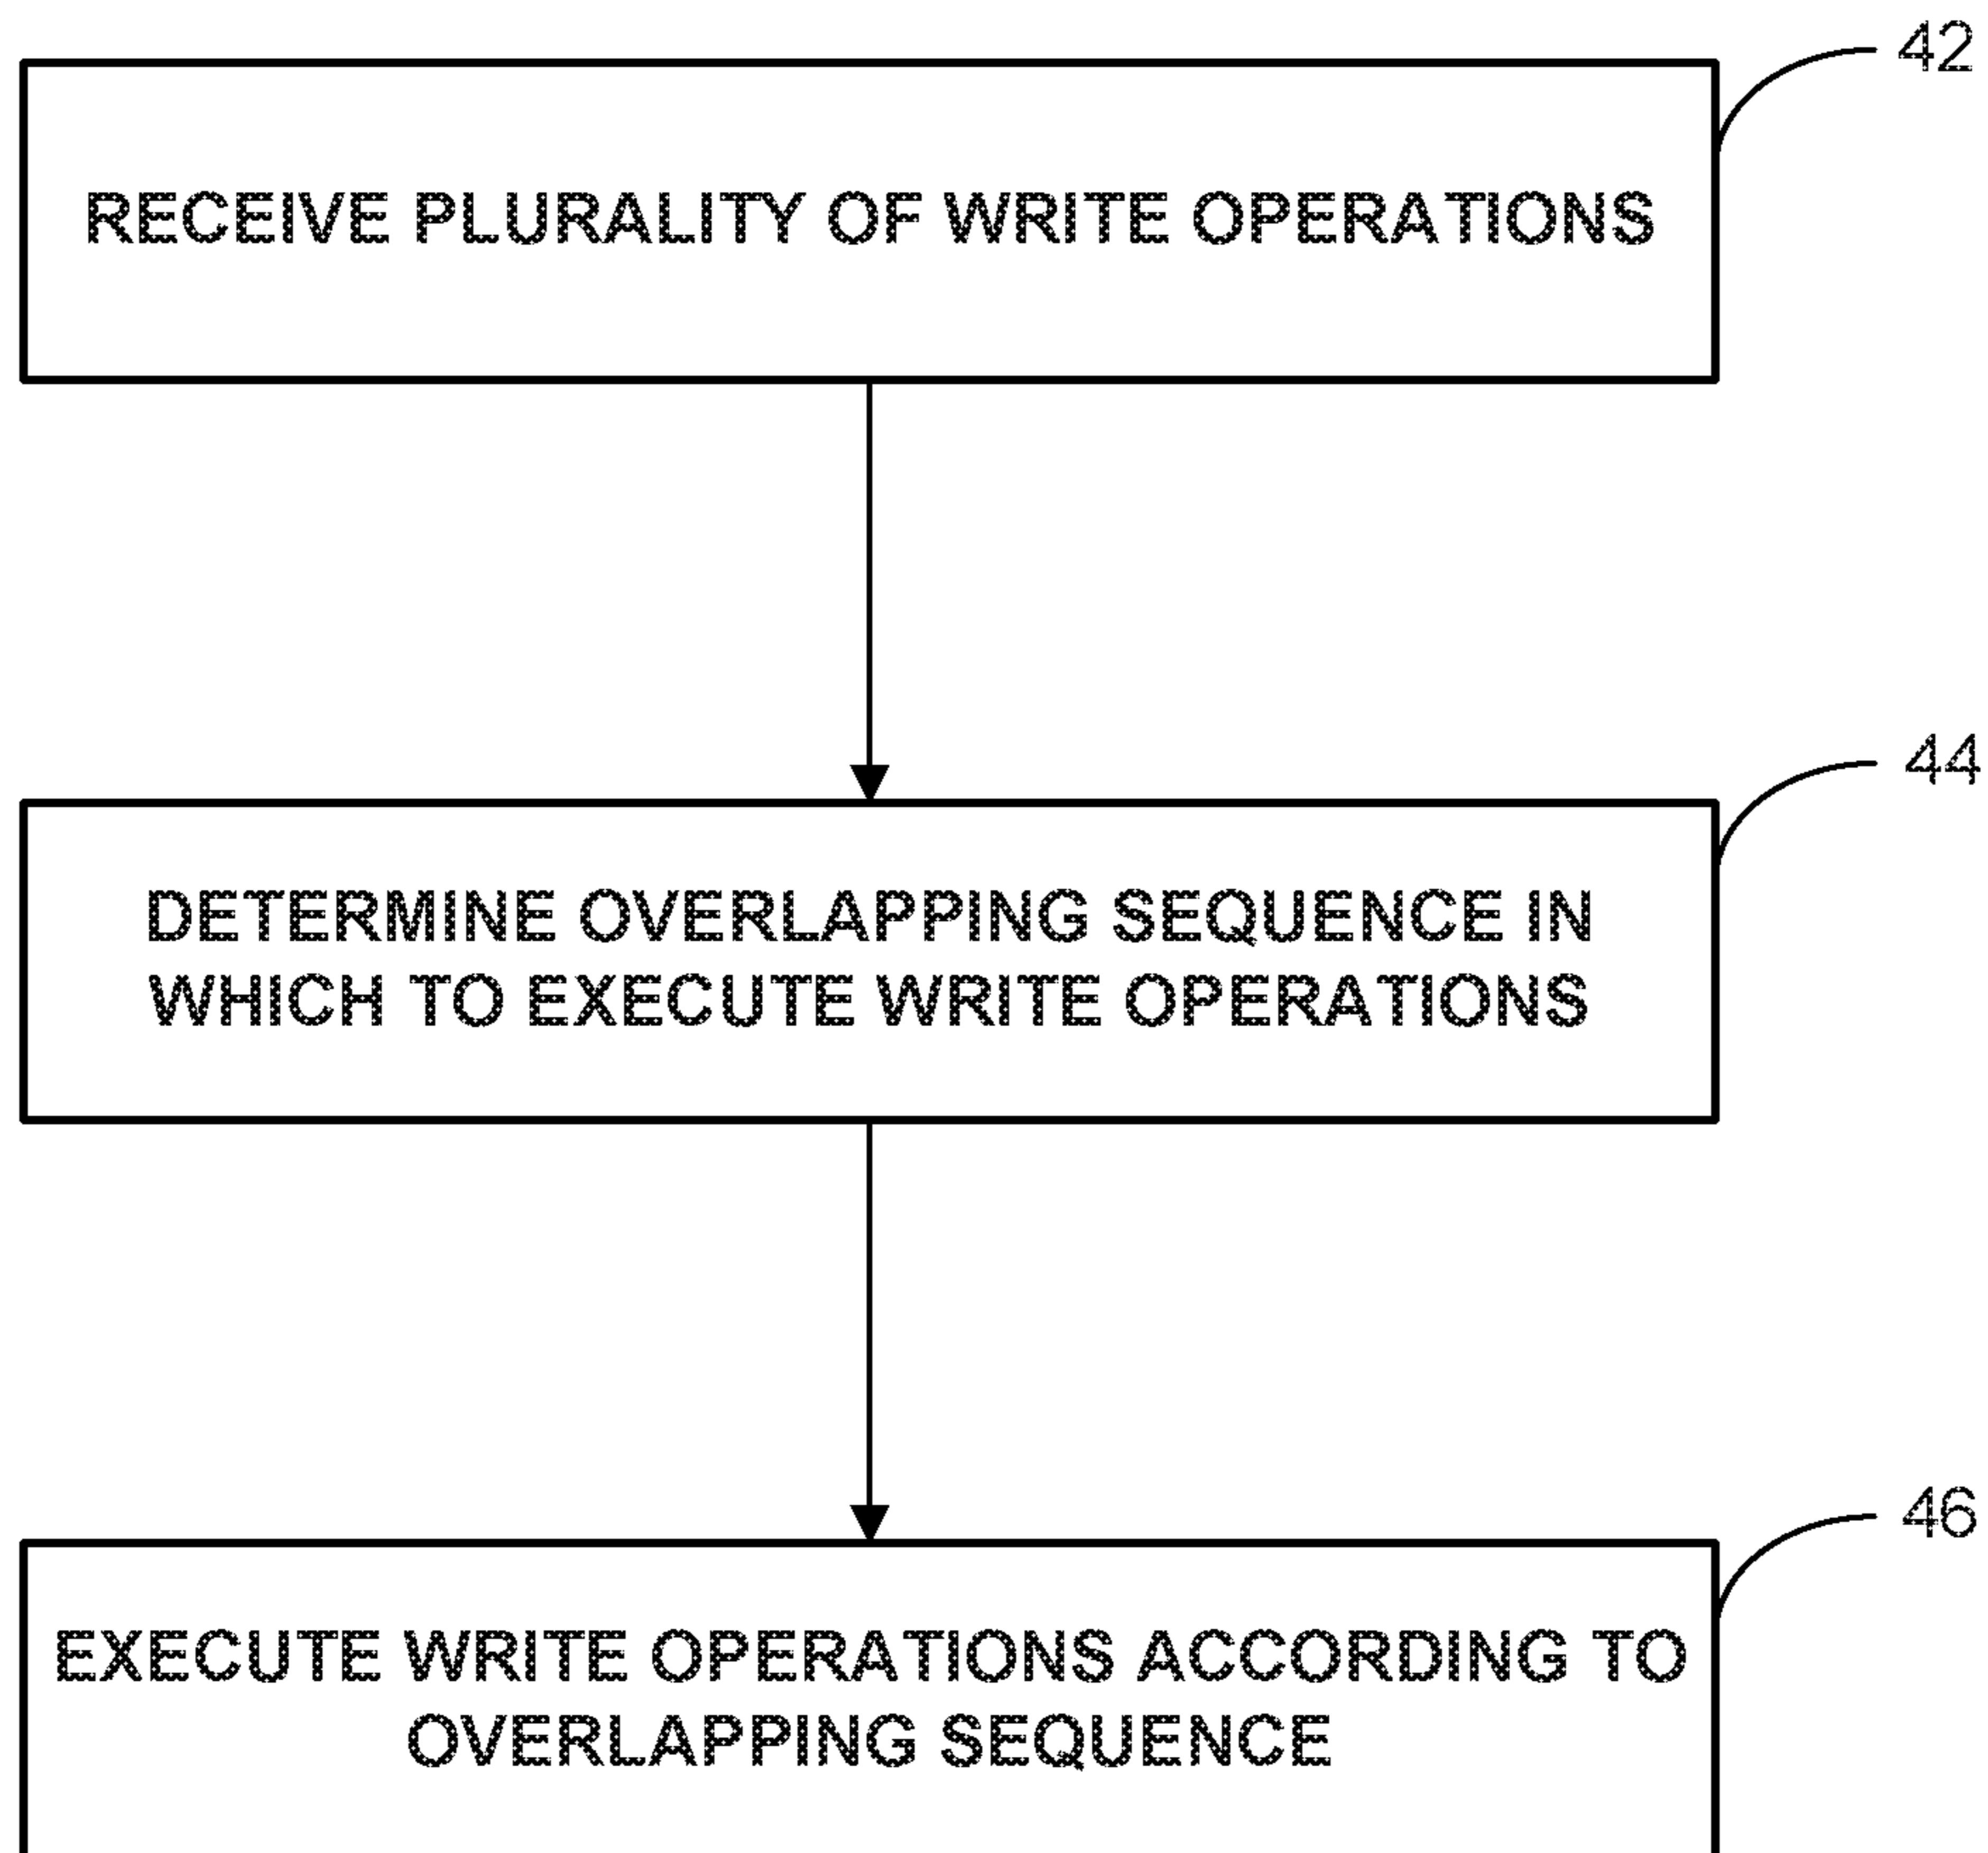 42
RECEIVE PLURALITY OF WRITE OPERATIONS
44
DETERMINE OVERLAPPING SEQUENCE IN
WHICH TO EXECUTE WRITE OPERATIONS
46
EXECUTE WRITE OPERATIONS ACCORDING TO
OVERLAPPING SEQUENCE